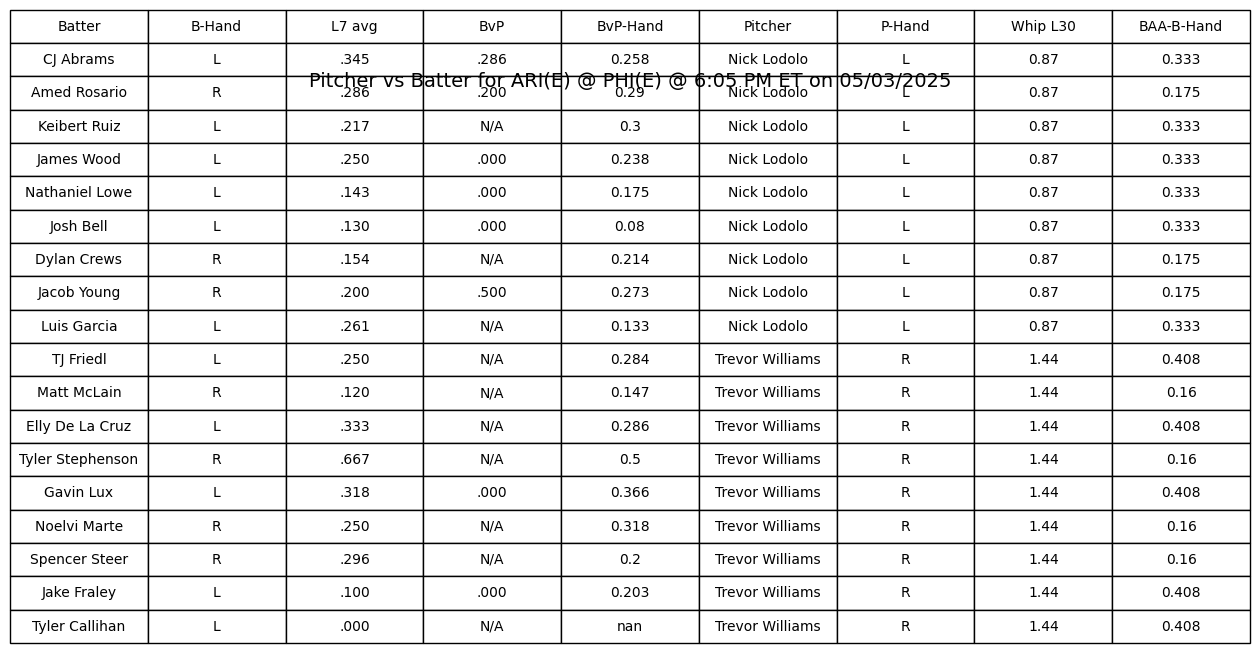 Batter B-Hand L7 avg BvP BvP-Hand Pitcher P-Hand Whip L30 BAA-B-Hand
CJ Abrams L .345 .286 0.258 Nick Lodolo L 0.87 0.333
Pitcher vs Batter for ARI(E) @ PHI(E) @ 6:05 PM ET on 05/03/2025
Amed Rosario R .286 .200 0.29 Nick Lodolo L 0.87 0.175
Keibert Ruiz L .217 N/A 0.3 Nick Lodolo L 0.87 0.333
James Wood L .250 .000 0.238 Nick Lodolo L 0.87 0.333
Nathaniel Lowe L .143 .000 0.175 Nick Lodolo L 0.87 0.333
Josh Bell L .130 .000 0.08 Nick Lodolo L 0.87 0.333
Dylan Crews R .154 N/A 0.214 Nick Lodolo L 0.87 0.175
Jacob Young R .200 .500 0.273 Nick Lodolo L 0.87 0.175
Luis Garcia L .261 N/A 0.133 Nick Lodolo L 0.87 0.333
TJ Friedl L .250 N/A 0.284 Trevor Williams R 1.44 0.408
Matt McLain R .120 N/A 0.147 Trevor Williams R 1.44 0.16
Elly De La Cruz L .333 N/A 0.286 Trevor Williams R 1.44 0.408
Tyler Stephenson R .667 N/A 0.5 Trevor Williams R 1.44 0.16
Gavin Lux L .318 .000 0.366 Trevor Williams R 1.44 0.408
Noelvi Marte R .250 N/A 0.318 Trevor Williams R 1.44 0.16
Spencer Steer R .296 N/A 0.2 Trevor Williams R 1.44 0.16
Jake Fraley L .100 .000 0.203 Trevor Williams R 1.44 0.408
Tyler Callihan L .000 N/A nan Trevor Williams R 1.44 0.408